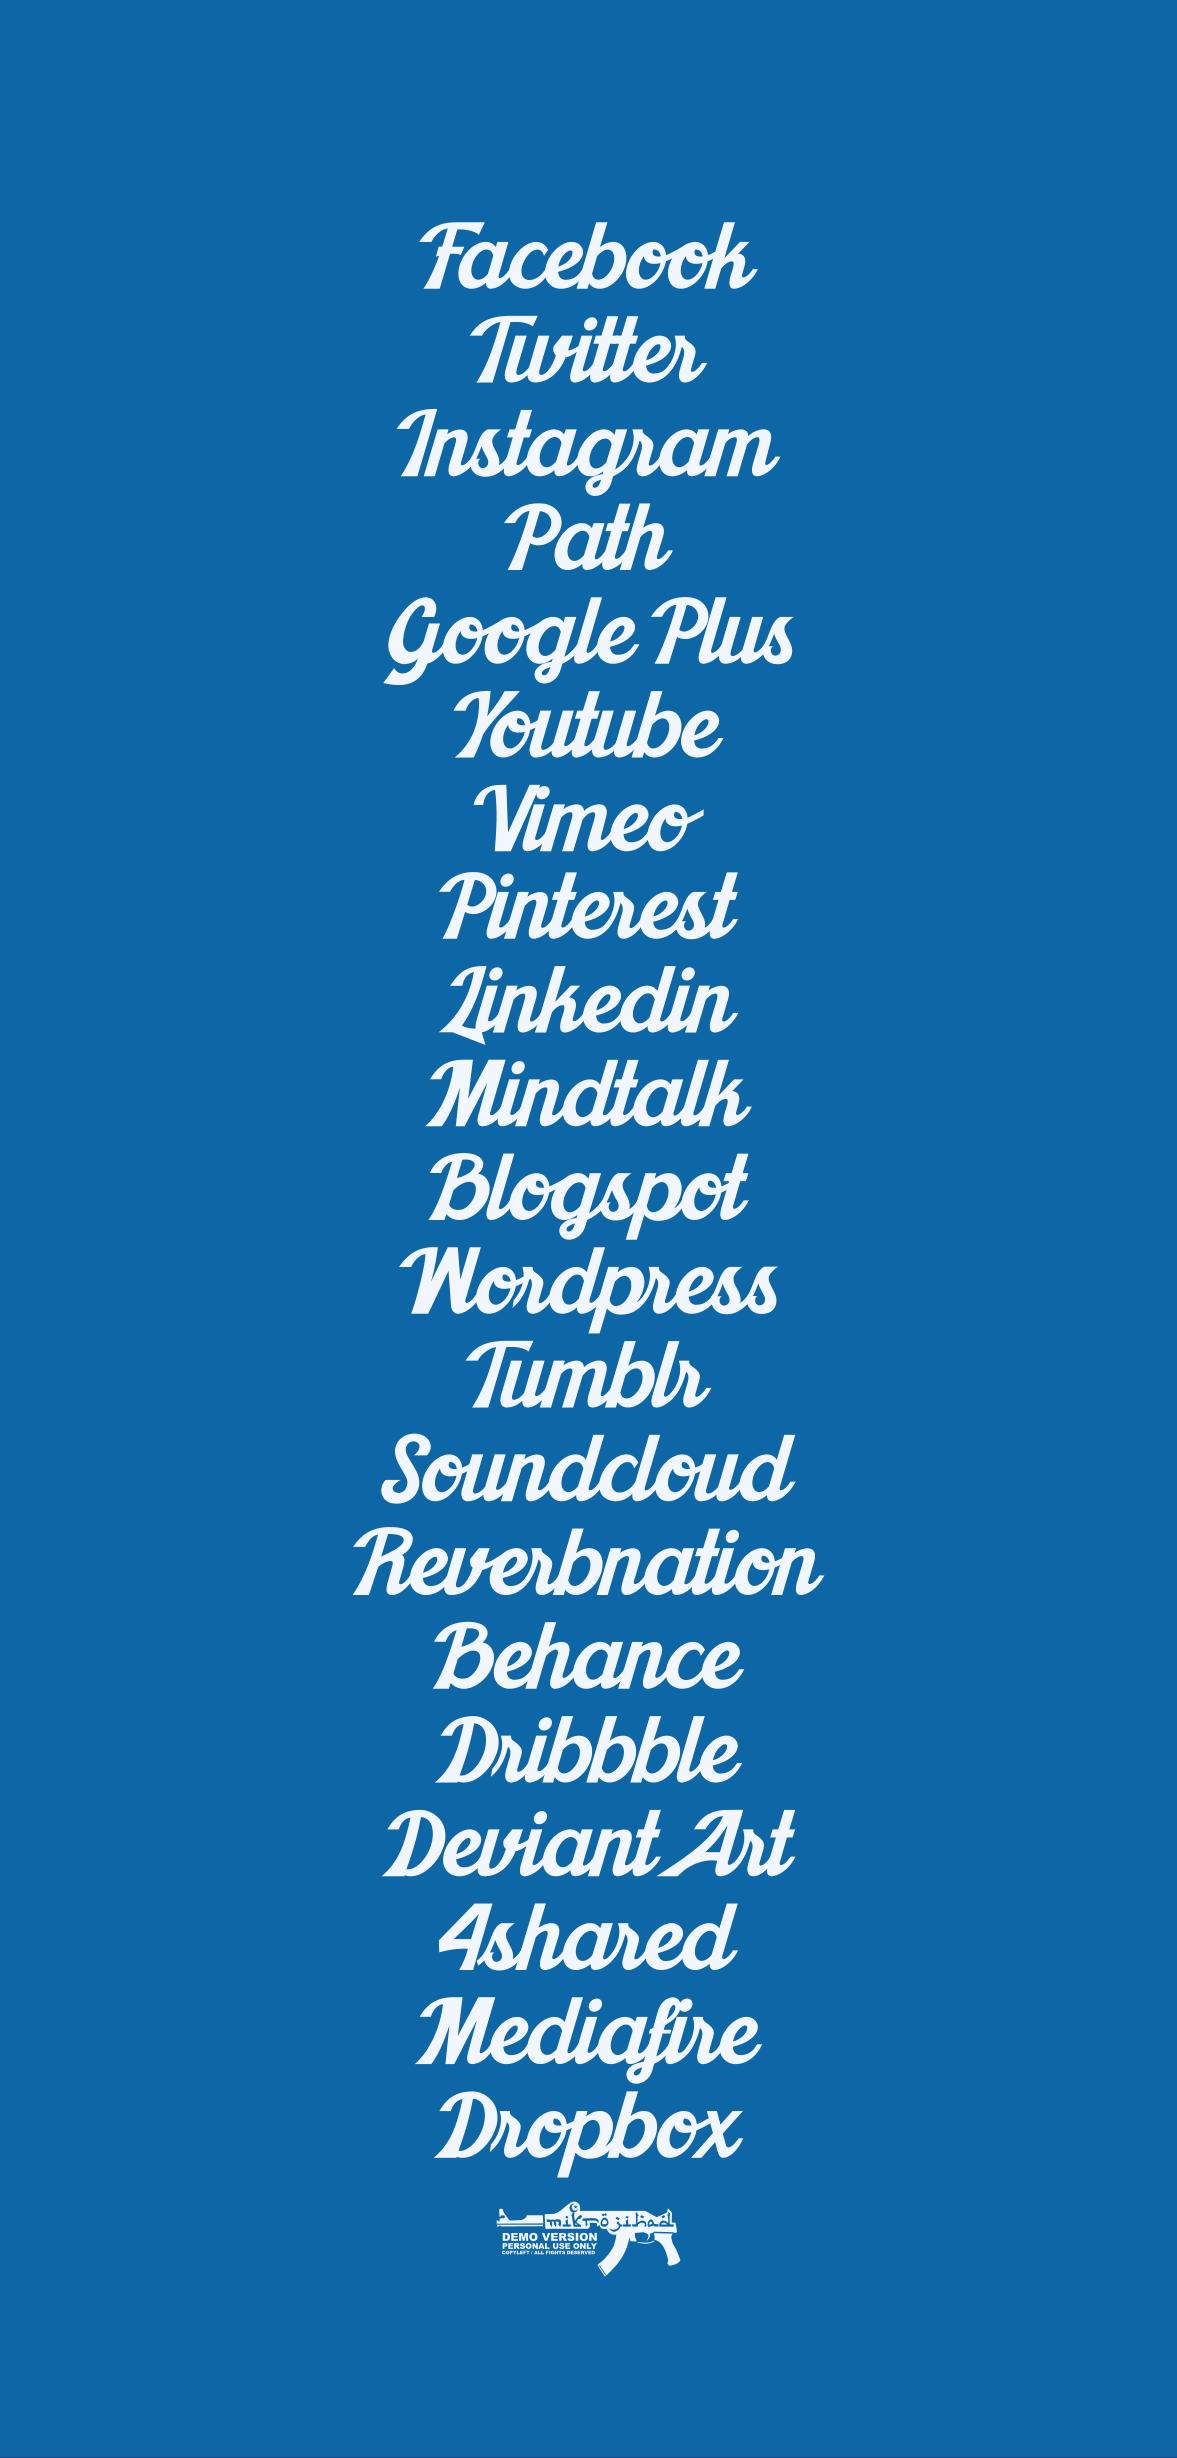 Facebook
Twitter
Instagram
Path
Google Plus
Youtube
Vimeo
Pinterest
Linkedin
Mindtalk
Blogspot
Wordpress
Tumblr
Soundcloud
Reverbnation
Behance
Dribbble
Deviant Art
4shared
Mediafire
Dropbox
mikrojihad
DEMO VERSION
PERSONAL USE ONLY
COPYLEFT / ALL FIGHTS DESERVED